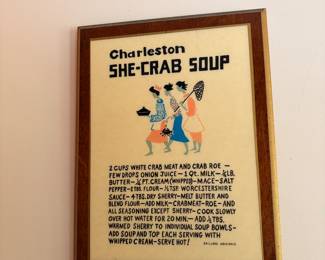 Charleston
SHE-CRAB SOUP
2 CUPS WHITE CRAB MEAT AND CRAB ROE –
FEW DROPS ONION JUICE – 1 QT. MILK – ¼LB.
BUTTER – ½ PT. CREAM (WHIPPED) – MACE – SALT
PEPPER – 1 TBS. FLOUR – ½ TSP WORCESTERSHIRE
SAUCE – 4 TBS. DRY SHERRY – MELT BUTTER AND
BLEND FLOUR – ADD MILK – CRABMEAT – ROE – AND
ALL SEASONING EXCEPT SHERRY – COOK SLOWLY
OVER HOT WATER FOR 20 MIN. – ADD ½ TBS.
WARMED SHERRY TO INDIVIDUAL SOUP BOWLS –
ADD SOUP AND TOP EACH SERVING WITH
WHIPPED CREAM – SERVE HOT!